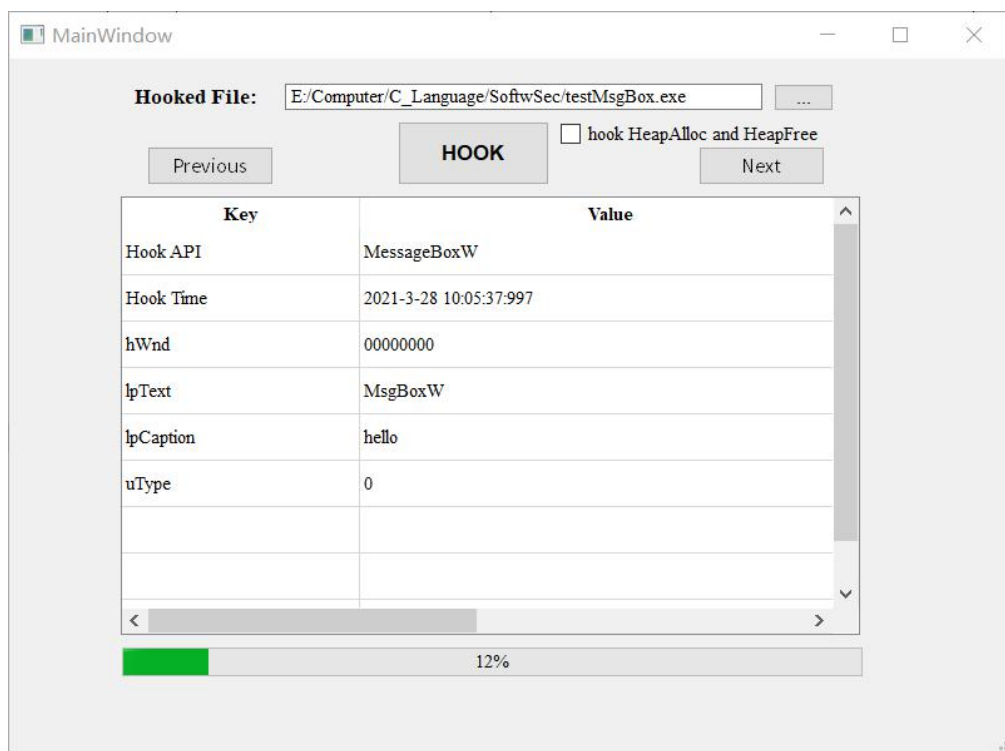 MainWindow
Hooked File: E:/Computer/C_Language/SoftwSec/testMsgBox.exe ...
HOOK hook HeapAlloc and HeapFree
Previous Next
Key Value
Hook API MessageBoxW
Hook Time 2021-3-28 10:05:37:997
hWnd 00000000
lpText MsgBoxW
lpCaption hello
uType 0
12%